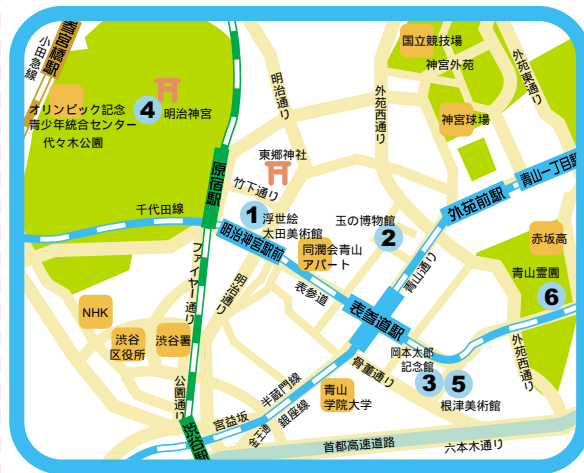 参宮橋駅
小田急線
オリンピック記念
青少年統合センター
代々木公園
4
明治神宮
国立競技場
神宮外苑
外苑東通り
明治通り
外苑西通り
神宮球場
東郷神社
原宿駅
竹下通り
千代田線
1
浮世絵
太田美術館
明治神宮駅前
同潤会青山
アパート
玉の博物館
2
外苑前駅
青山一丁目駅
青山通り
赤坂高
青山霊園
6
ファイヤー通り
明治通り
表参道
表参道駅
NHK
渋谷
区役所
渋谷署
岡本太郎
記念館
3
5
根津美術館
骨董通り
外苑西通り
青山
学院大学
公園通り
渋谷駅
宮益坂
金王通
半蔵門線
銀座線
首都高速道路
六本木通り